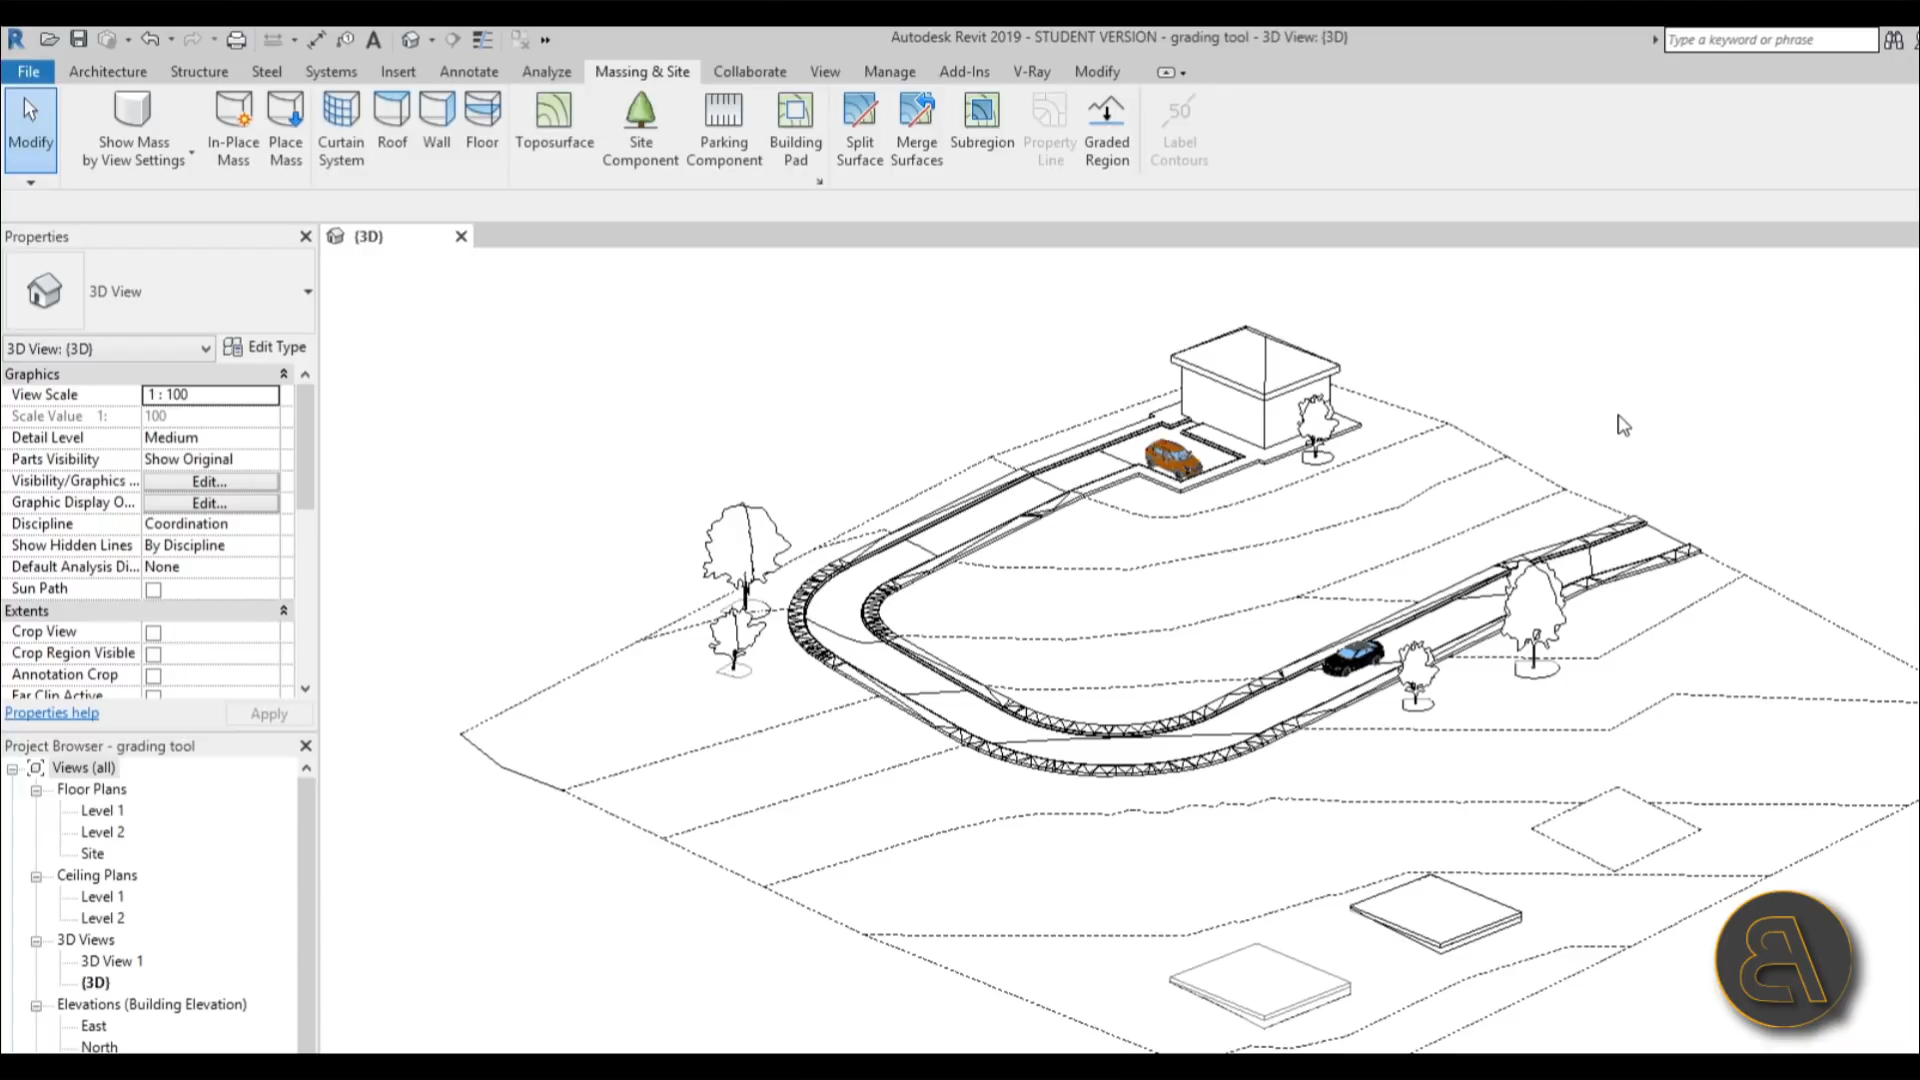 Autodesk Revit 2019 - STUDENT VERSION - grading tool - 3D View: {3D}
Type a keyword or phrase
File Architecture Structure Steel Systems Insert Annotate Analyze Massing & Site Collaborate View Manage Add-Ins V-Ray Modify
Modify
Show Mass
by View Settings
In-Place
Mass
Place
Mass
Curtain
System
Roof
Wall
Floor
Toposurface
Site
Component
Parking
Component
Building
Pad
Split
Surface
Merge
Surfaces
Subregion
Property
Line
Graded
Region
50
Label
Contours
Properties
{3D}
3D View
3D View: {3D}
Edit Type
Graphics
View Scale 1 : 100
Scale Value 1: 100
Detail Level Medium
Parts Visibility Show Original
Visibility/Graphics ... Edit...
Graphic Display O... Edit...
Discipline Coordination
Show Hidden Lines By Discipline
Default Analysis Di... None
Sun Path
Extents
Crop View
Crop Region Visible
Annotation Crop
Far Clip Active
Properties help
Apply
Project Browser - grading tool
Views (all)
Floor Plans
Level 1
Level 2
Site
Ceiling Plans
Level 1
Level 2
3D Views
3D View 1
{3D}
Elevations (Building Elevation)
East
North